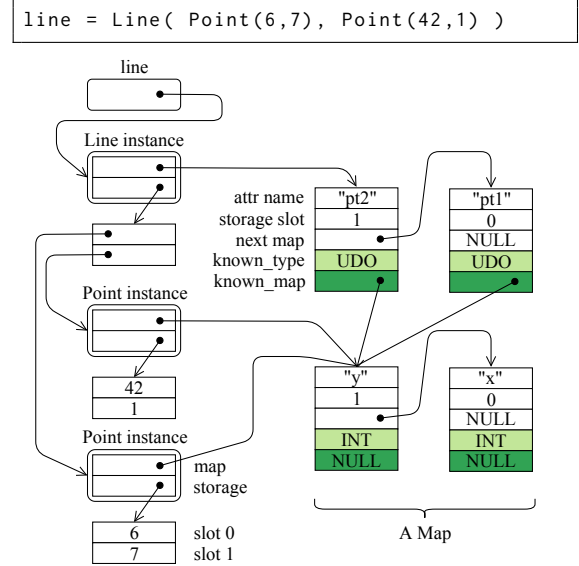 line = Line( Point(6,7), Point(42,1) )
line
Line instance
attr name "pt2" "pt1"
storage slot 1 0
next map NULL
known_type UDO UDO
known_map
Point instance
42
1
"y" "x"
1 0
NULL
INT INT
NULL NULL
Point instance
map
storage
6 slot 0
7 slot 1
A Map